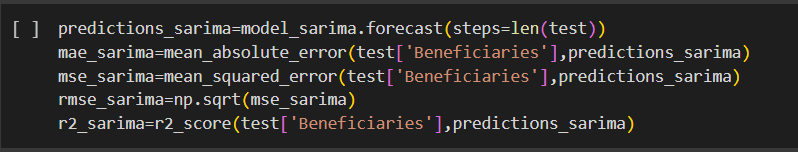 [ ] predictions_sarima=model_sarima.forecast(steps=len(test))
mae_sarima=mean_absolute_error(test['Beneficiaries'],predictions_sarima)
mse_sarima=mean_squared_error(test['Beneficiaries'],predictions_sarima)
rmse_sarima=np.sqrt(mse_sarima)
r2_sarima=r2_score(test['Beneficiaries'],predictions_sarima)